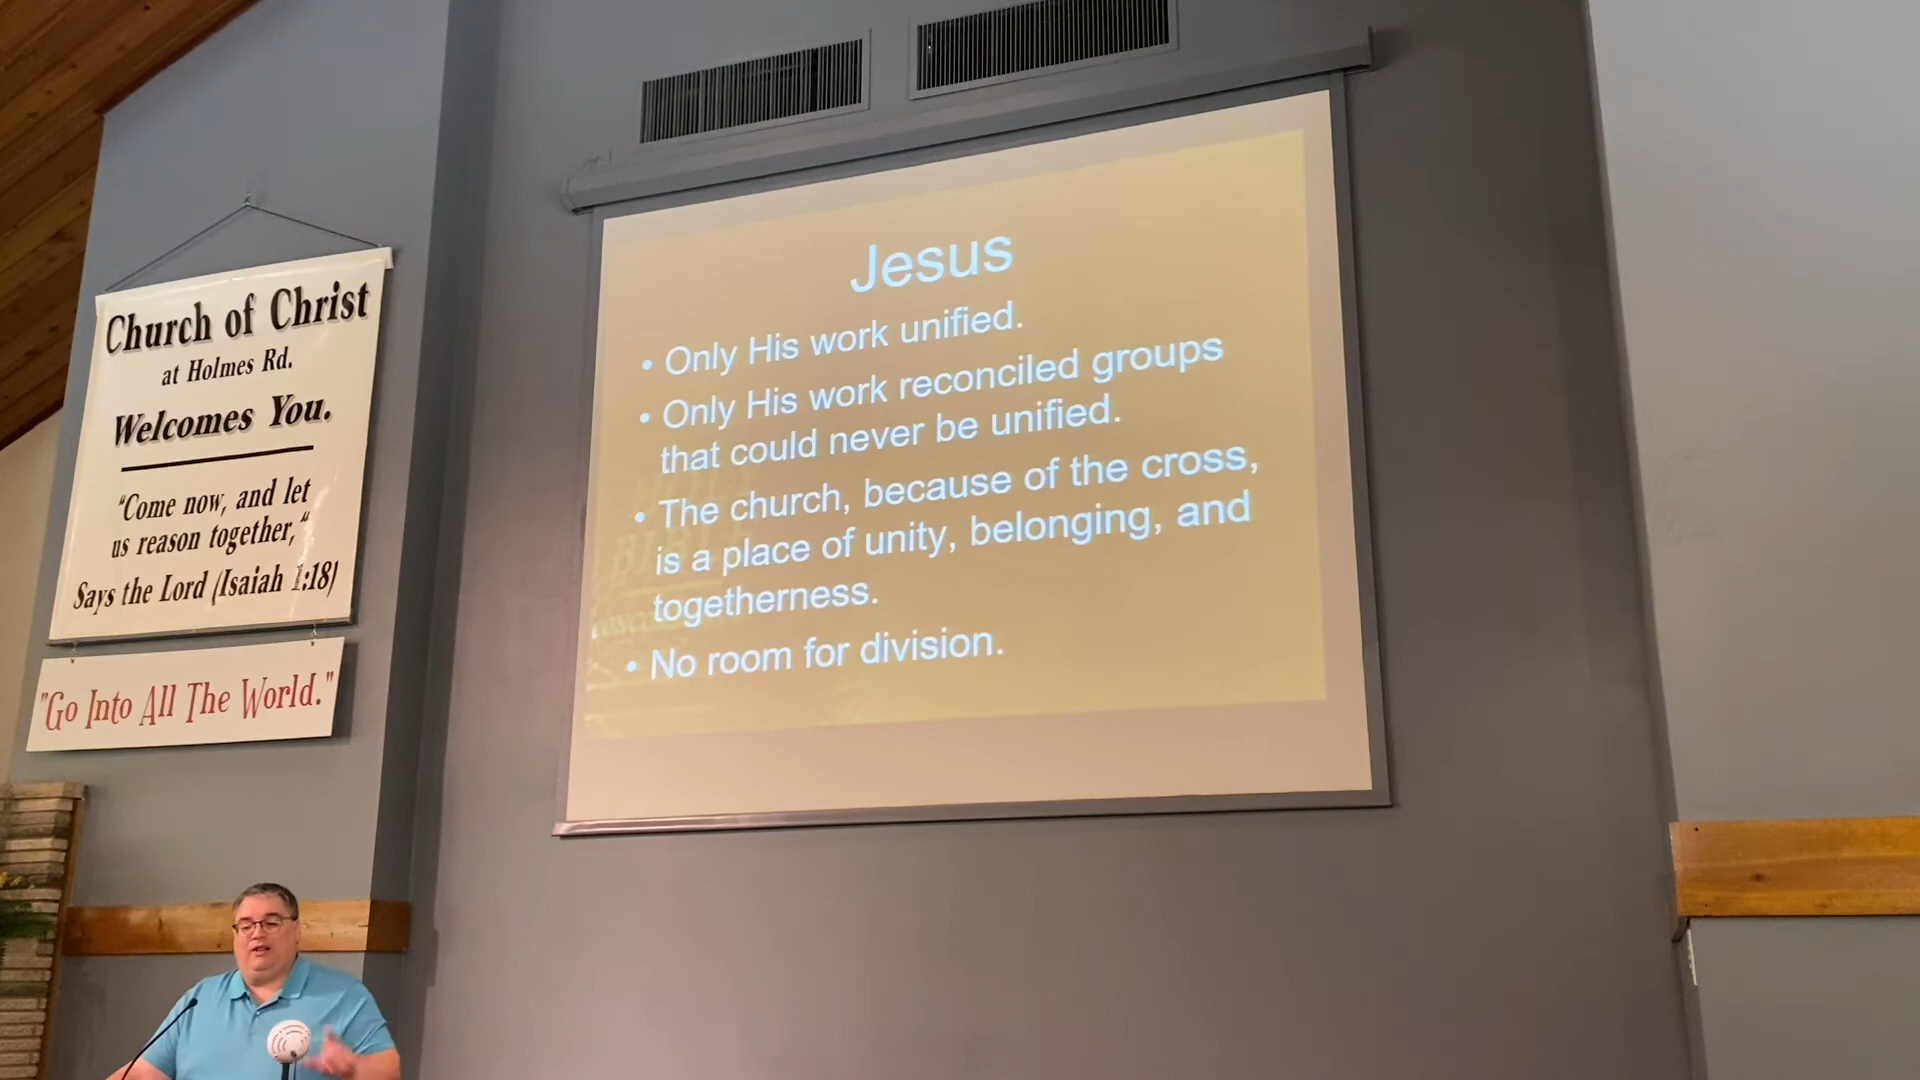 Church of Christ
at Holmes Rd.
Welcomes You.
"Come now, and let
us reason together,"
Says the Lord (Isaiah 1:18)
"Go Into All The World."
Jesus
• Only His work unified.
• Only His work reconciled groups
that could never be unified.
• The church, because of the cross,
is a place of unity, belonging, and
togetherness.
• No room for division.
HOLY
BIBLE